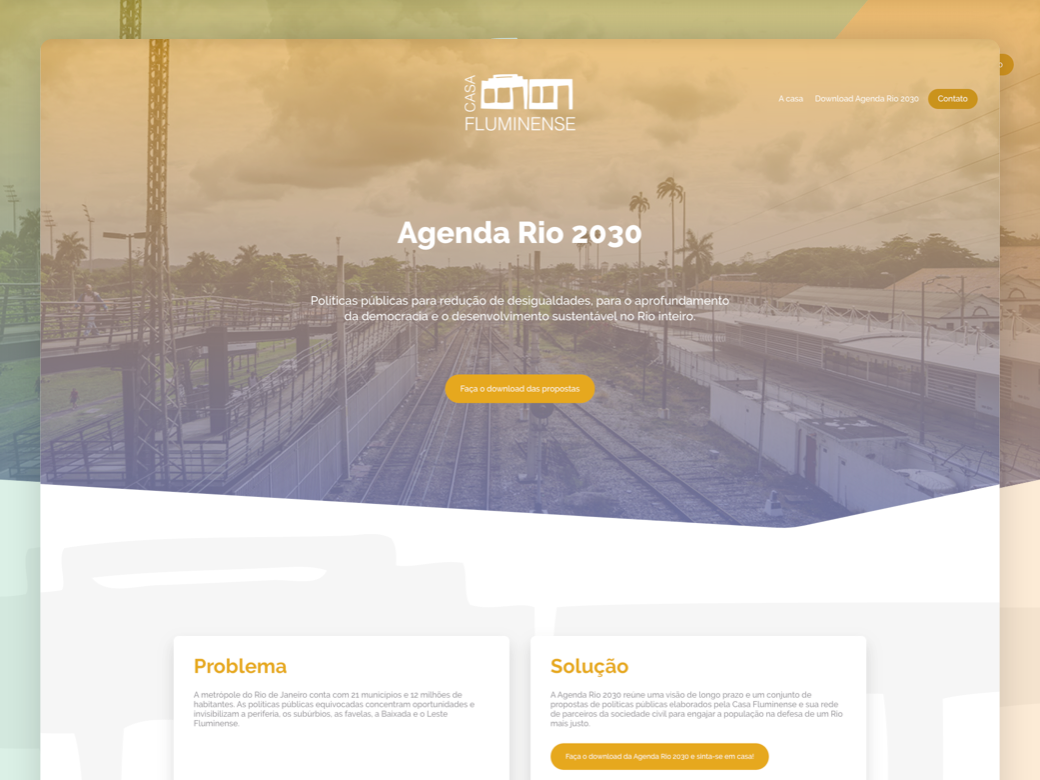 CASA
FLUMINENSE
A casa Download Agenda Rio 2030 Contato
Agenda Rio 2030
Políticas públicas para redução de desigualdades, para o aprofundamento
da democracia e o desenvolvimento sustentável no Rio inteiro.
Faça o download das propostas
Problema
A metrópole do Rio de Janeiro conta com 21 municípios e 12 milhões de
habitantes. As políticas públicas equivocadas concentram oportunidades e
invisibilizam a periferia, os subúrbios, as favelas, a Baixada e o Leste
Fluminense.
Solução
A Agenda Rio 2030 reúne uma visão de longo prazo e um conjunto de
propostas de políticas públicas elaborados pela Casa Fluminense e sua rede
de parceiros da sociedade civil para engajar a população na defesa de um Rio
mais justo.
Faça o download da Agenda Rio 2030 e sinta-se em casa!